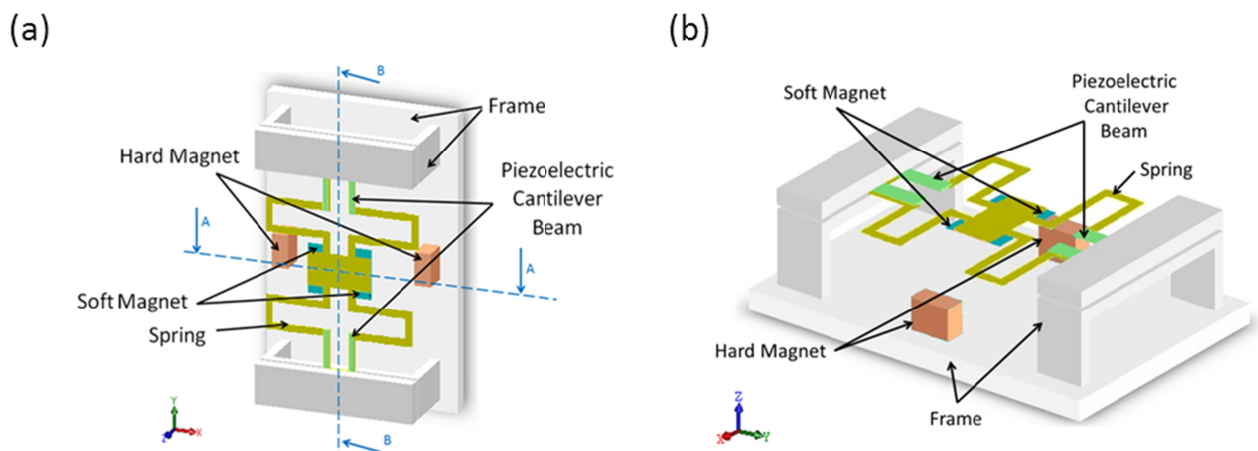 (a)
B
Frame
Hard Magnet
Piezoelectric
Cantilever
Beam
A
A
Soft Magnet
Spring
Y
X
Z
B
(b)
Piezoelectric
Cantilever
Beam
Soft Magnet
Spring
Hard Magnet
Frame
Z
X
Y